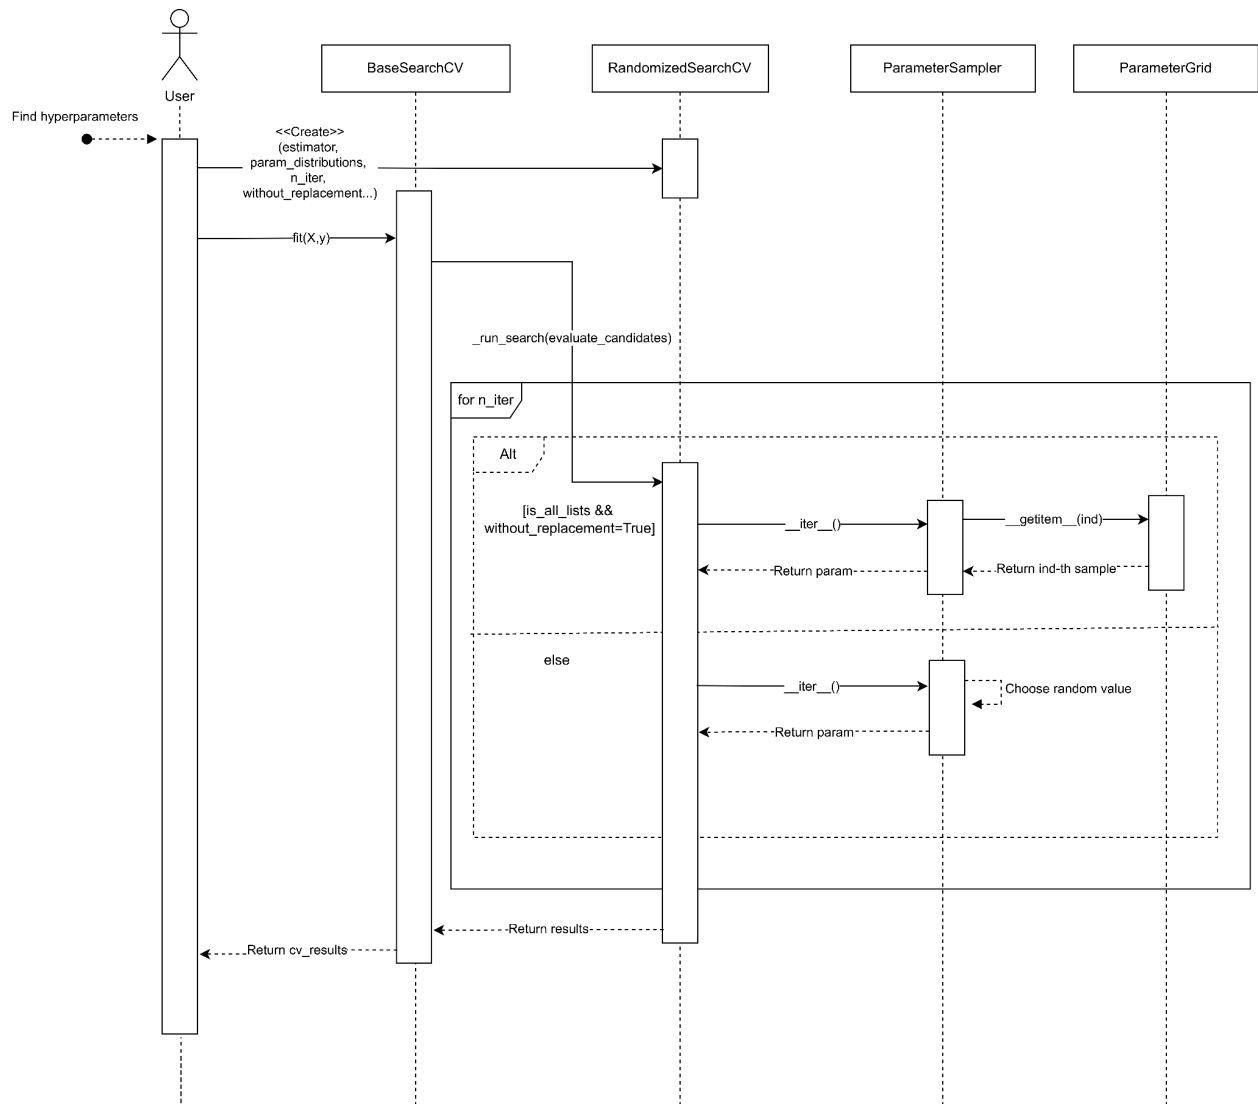 User
BaseSearchCV
RandomizedSearchCV
ParameterSampler
ParameterGrid
Find hyperparameters
<<Create>>
(estimator,
param_distributions,
n_iter,
without_replacement...)
fit(X,y)
_run_search(evaluate_candidates)
for n_iter
Alt
[is_all_lists &&
without_replacement=True]
__iter__()
__getitem__(ind)
Return param
Return ind-th sample
else
__iter__()
Choose random value
Return param
Return results
Return cv_results